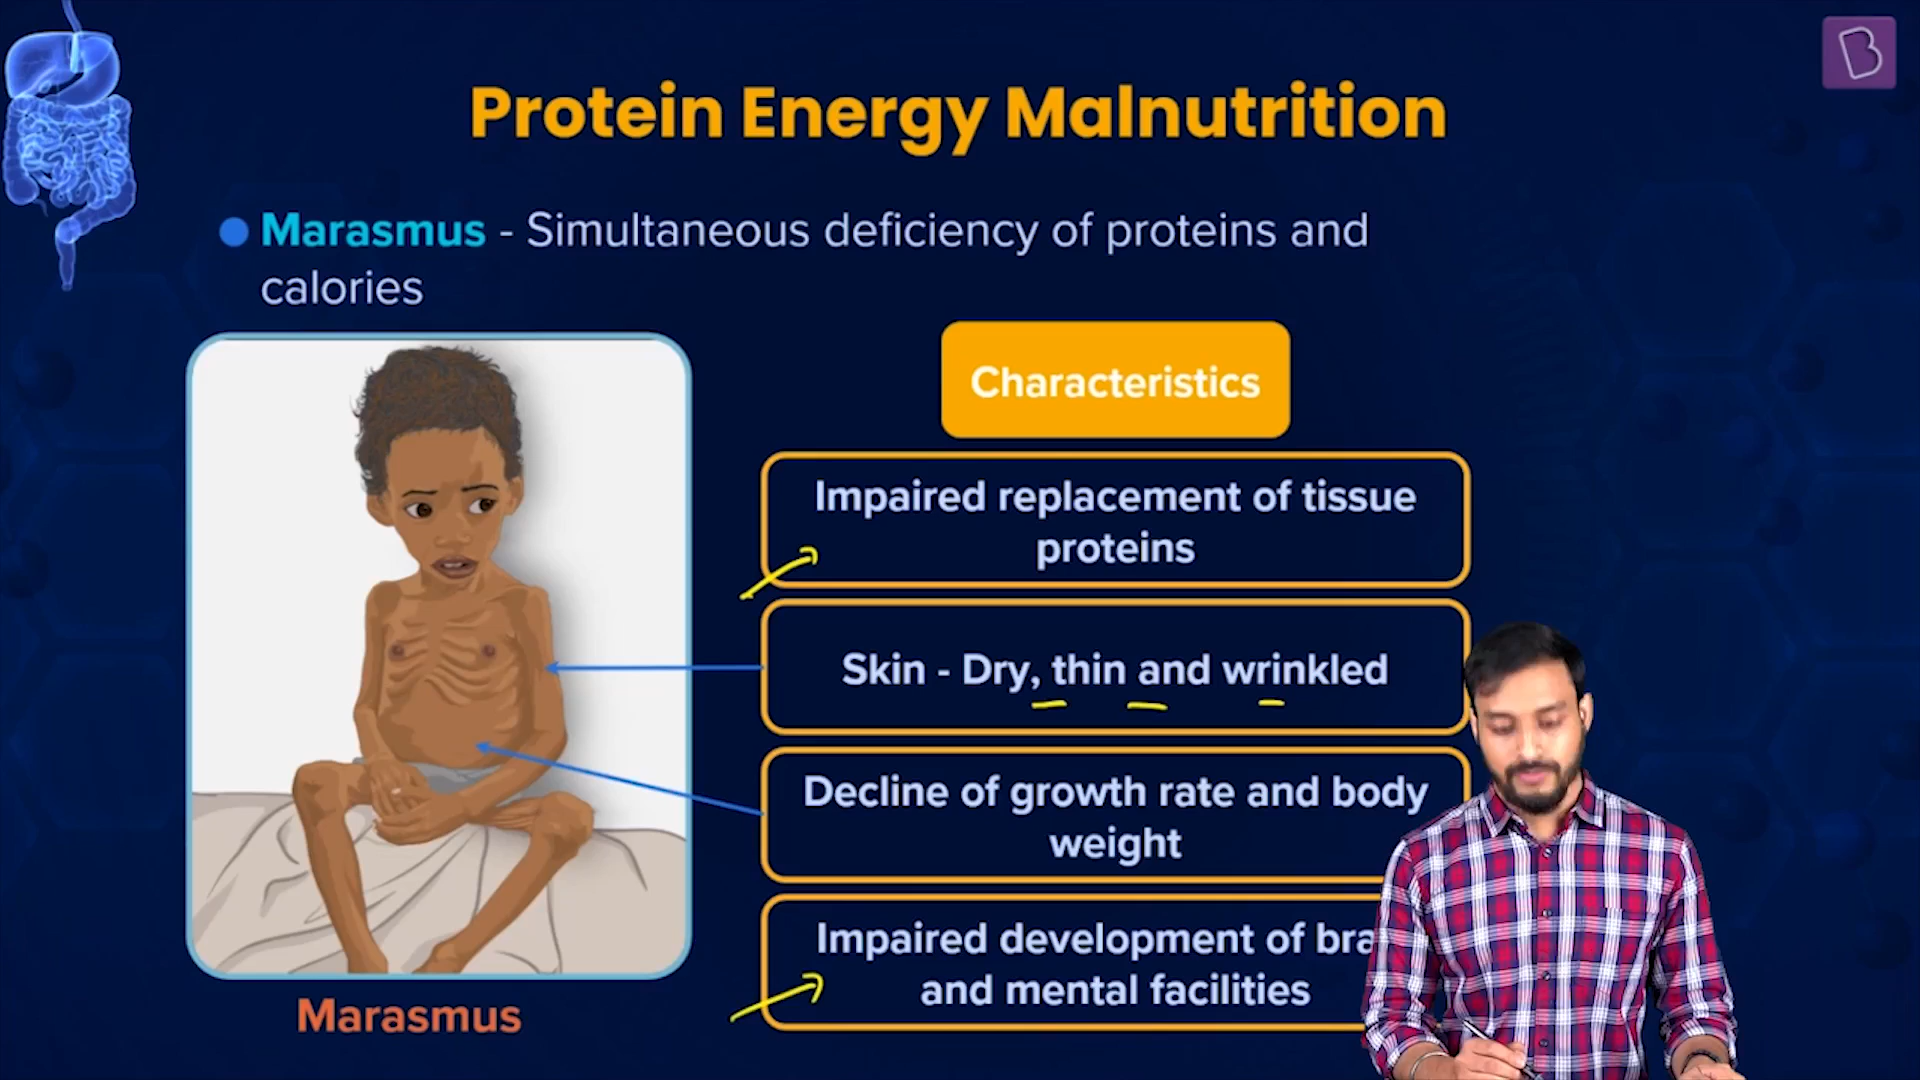 Protein Energy Malnutrition
Marasmus - Simultaneous deficiency of proteins and
calories
Characteristics
Impaired replacement of tissue
proteins
Skin - Dry, thin and wrinkled
Decline of growth rate and body
weight
Impaired development of bra
and mental facilities
Marasmus
B